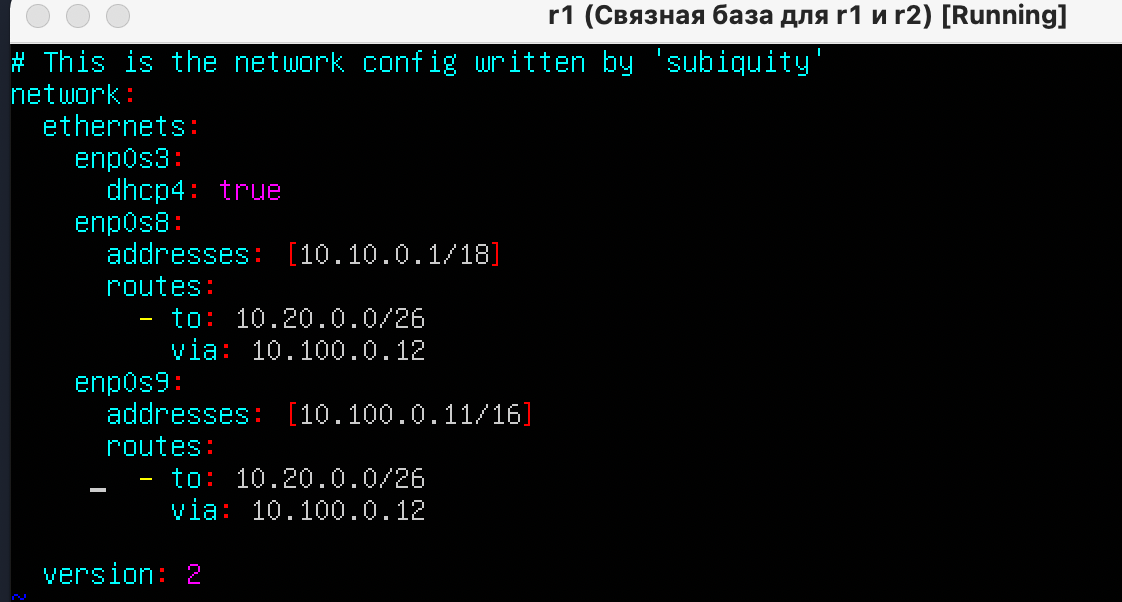 r1 (Связная база для r1 и r2) [Running]
# This is the network config written by 'subiquity'
network:
  ethernets:
    enp0s3:
      dhcp4: true
    enp0s8:
      addresses: [10.10.0.1/18]
      routes:
        - to: 10.20.0.0/26
          via: 10.100.0.12
    enp0s9:
      addresses: [10.100.0.11/16]
      routes:
        - to: 10.20.0.0/26
          via: 10.100.0.12
  version: 2
~